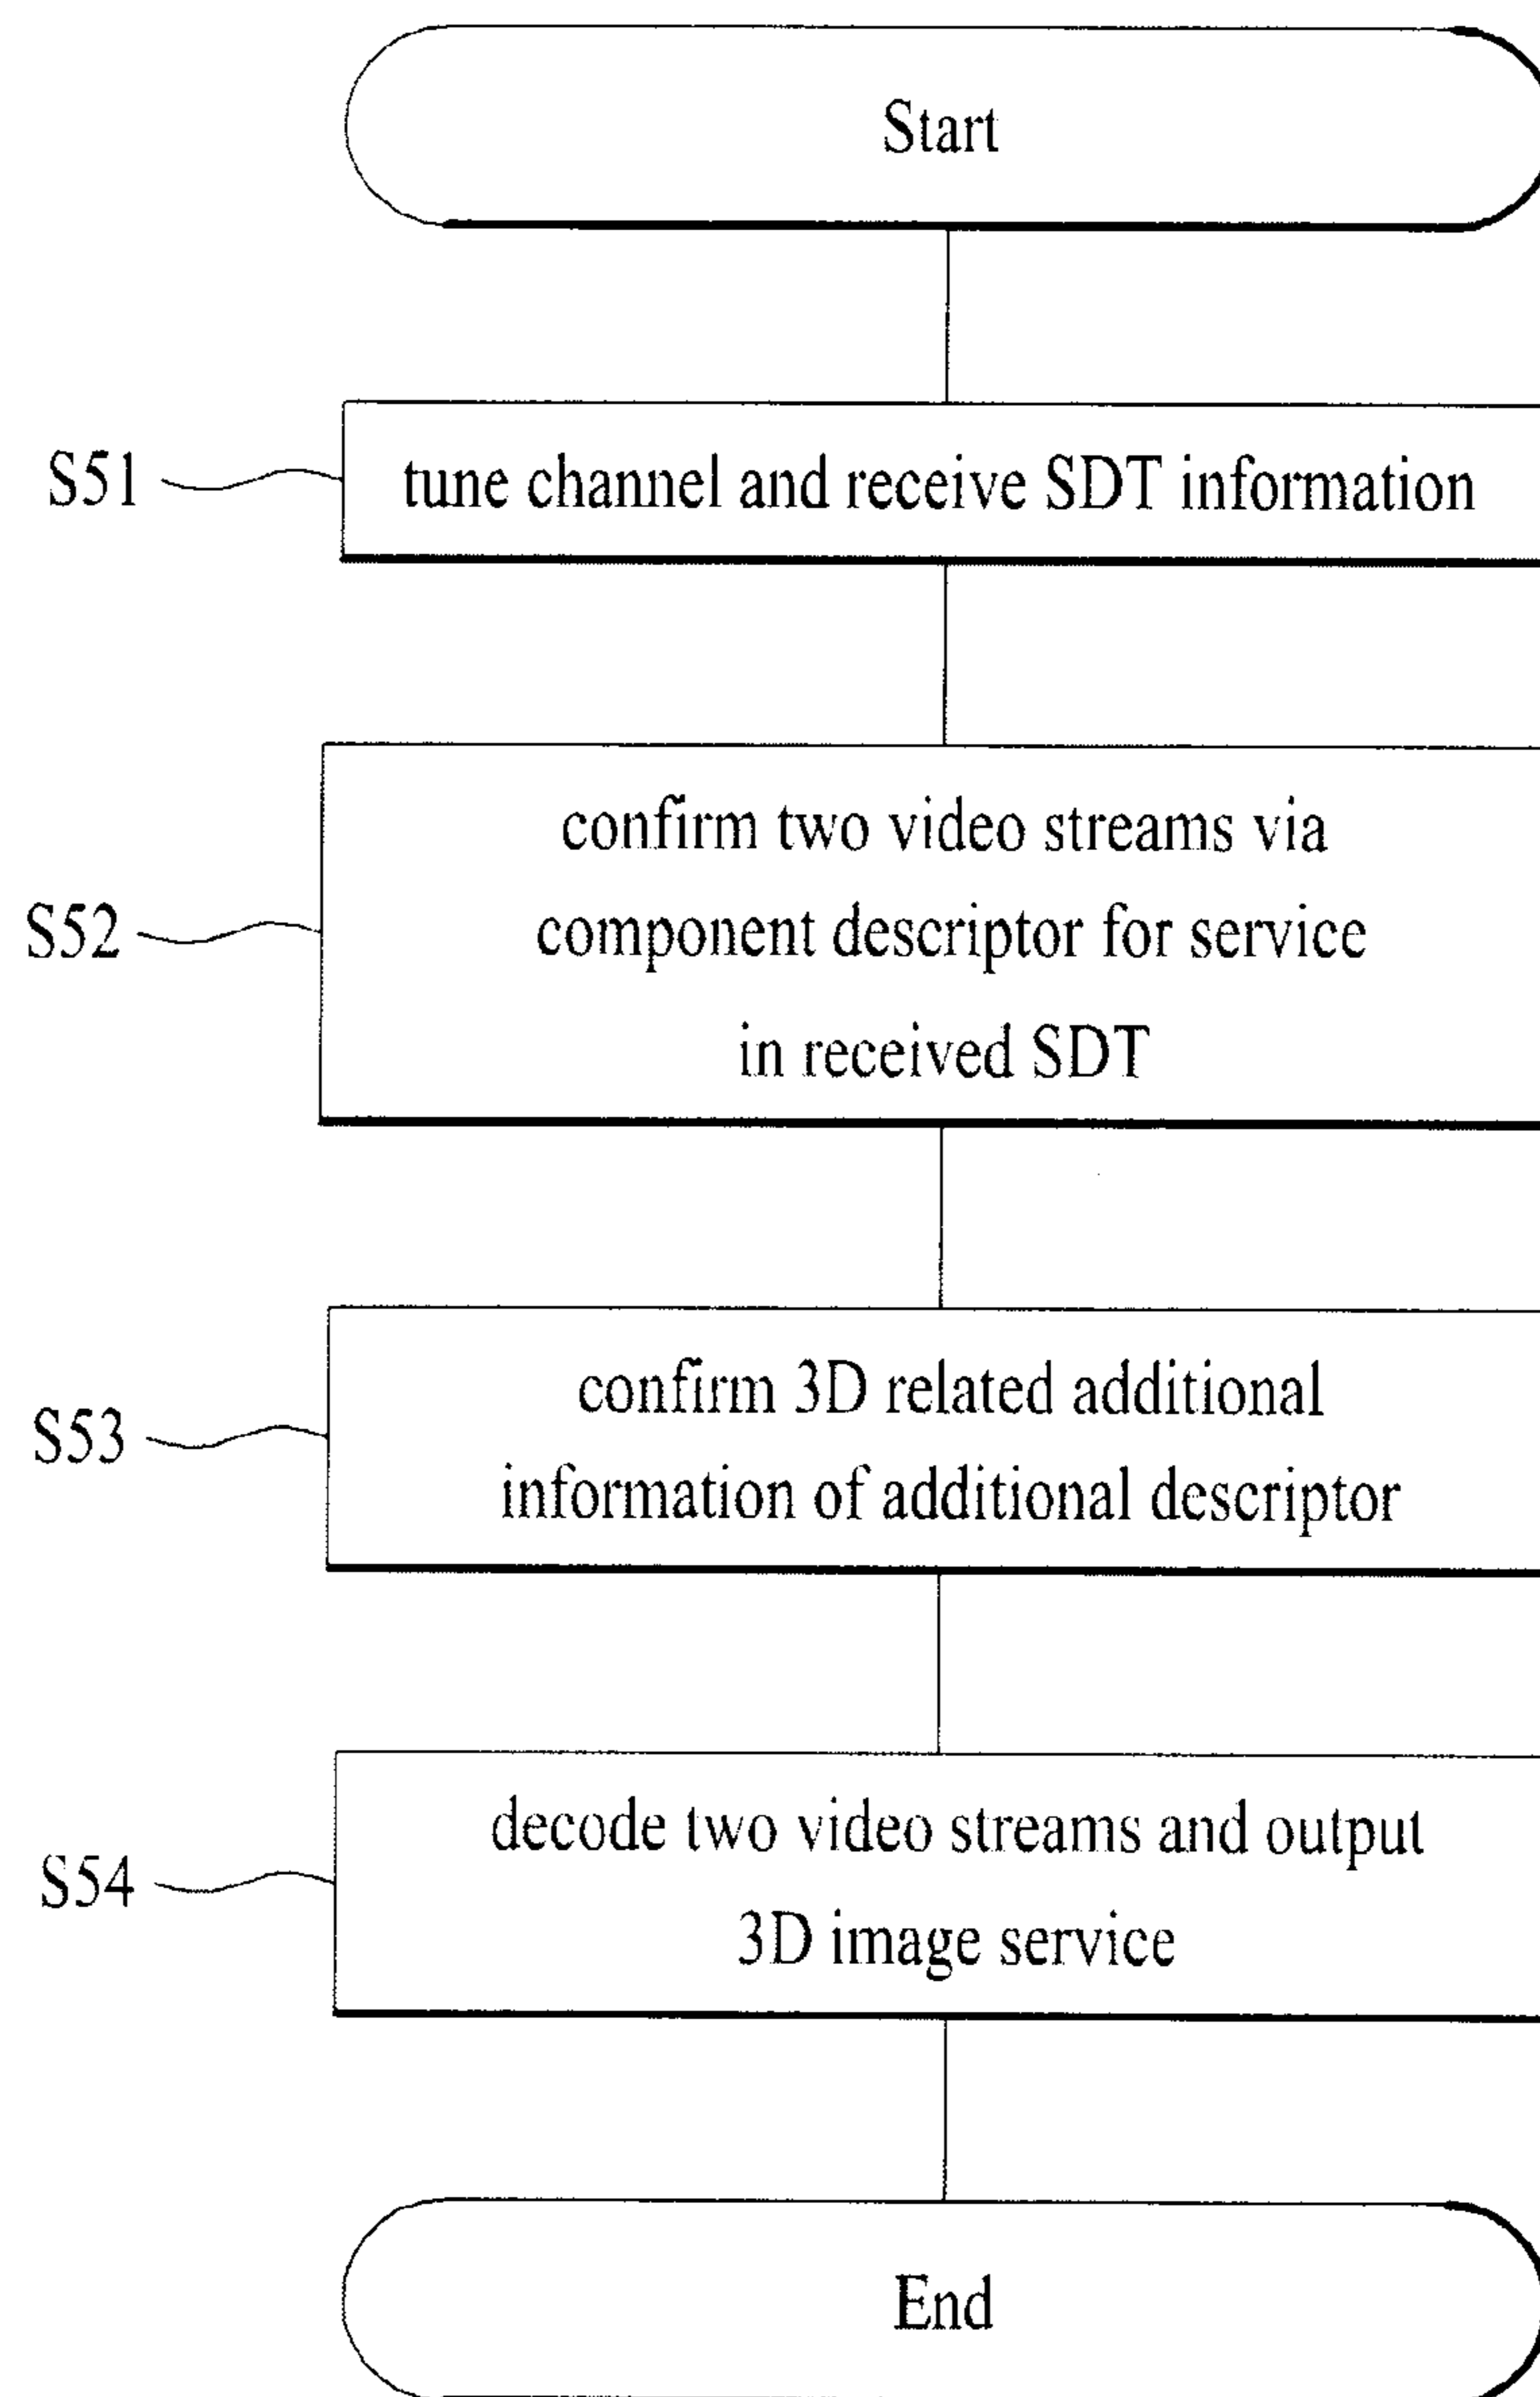 Start
S51
tune channel and receive SDT information
S52
confirm two video streams via
component descriptor for service
in received SDT
S53
confirm 3D related additional
information of additional descriptor
S54
decode two video streams and output
3D image service
End